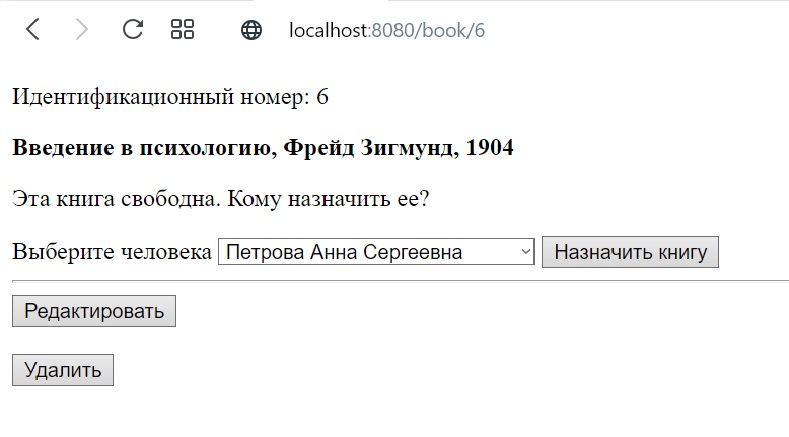 localhost:8080/book/6
Идентификационный номер: 6
Введение в психологию, Фрейд Зигмунд, 1904
Эта книга свободна. Кому назначить ее?
Выберите человека Петрова Анна Сергеевна Назначить книгу
Редактировать
Удалить